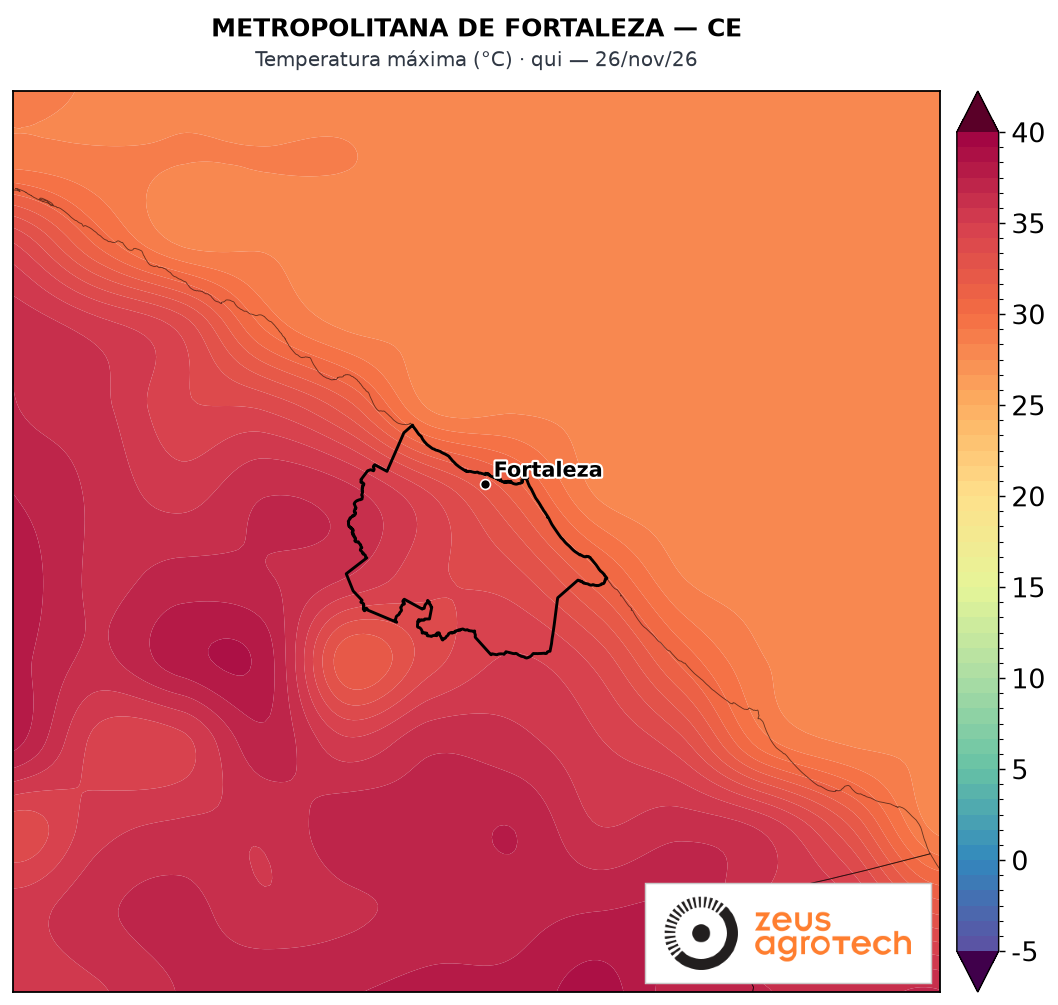 METROPOLITANA DE FORTALEZA — CE
Temperatura máxima (°C) · qui — 26/nov/26
40
35
30
25
20
15
10
5
0
-5
Fortaleza
zeus
agrotech